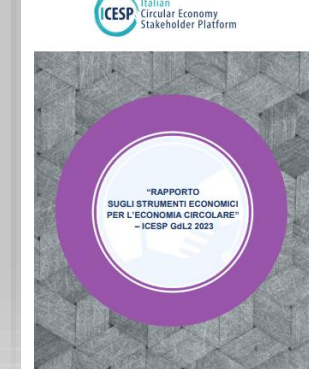 Italian
ICESP Circular Economy
Stakeholder Platform
“RAPPORTO
SUGLI STRUMENTI ECONOMICI
PER L’ECONOMIA CIRCOLARE”
– ICESP GdL2 2023